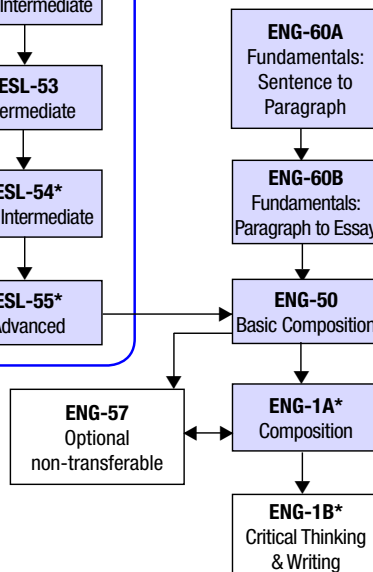 Intermediate
ESL-53
ermediate
ESL-54*
Intermediate
ESL-55*
Advanced
ENG-60A
Fundamentals:
Sentence to
Paragraph
ENG-60B
Fundamentals:
Paragraph to Essay
ENG-50
Basic Composition
ENG-57
Optional
non-transferable
ENG-1A*
Composition
ENG-1B*
Critical Thinking
& Writing